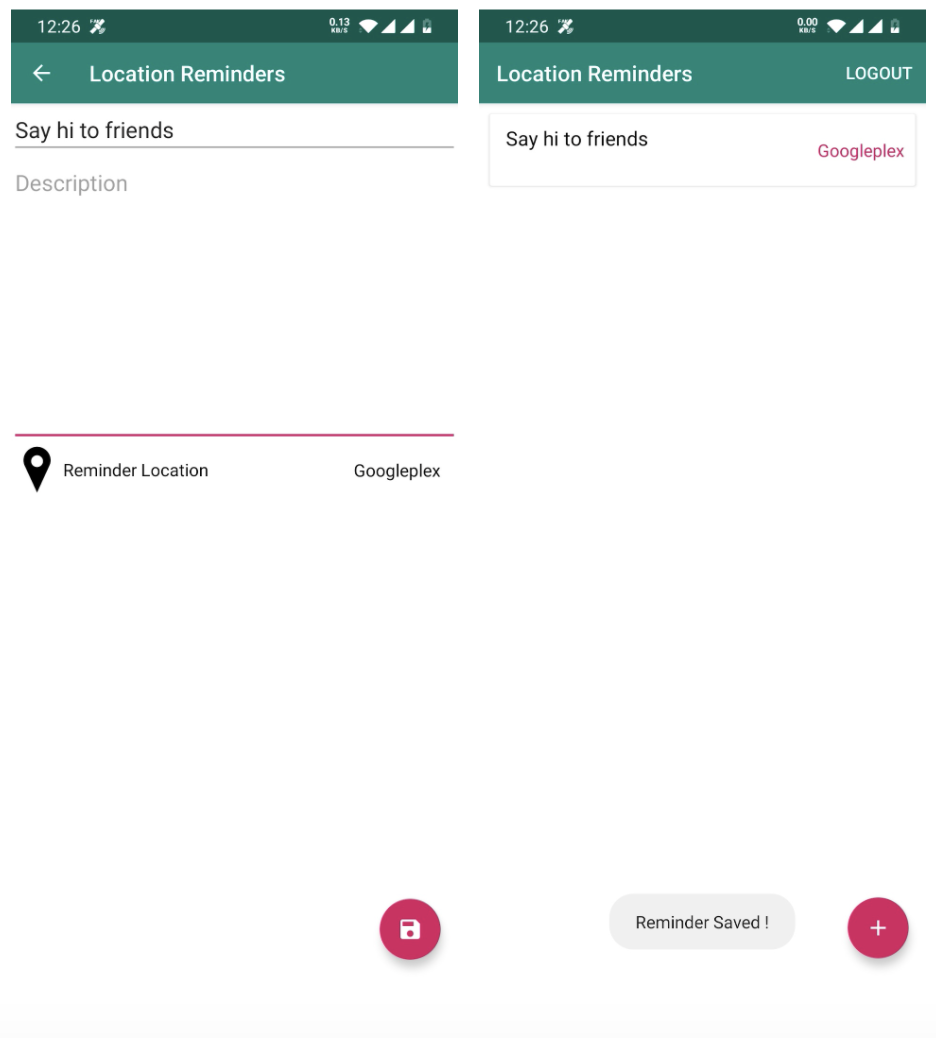 12:26
0.13
KB/S
Location Reminders
Say hi to friends
Description
Reminder Location Googleplex
12:26
0.00
KB/S
Location Reminders LOGOUT
Say hi to friends
Googleplex
Reminder Saved !